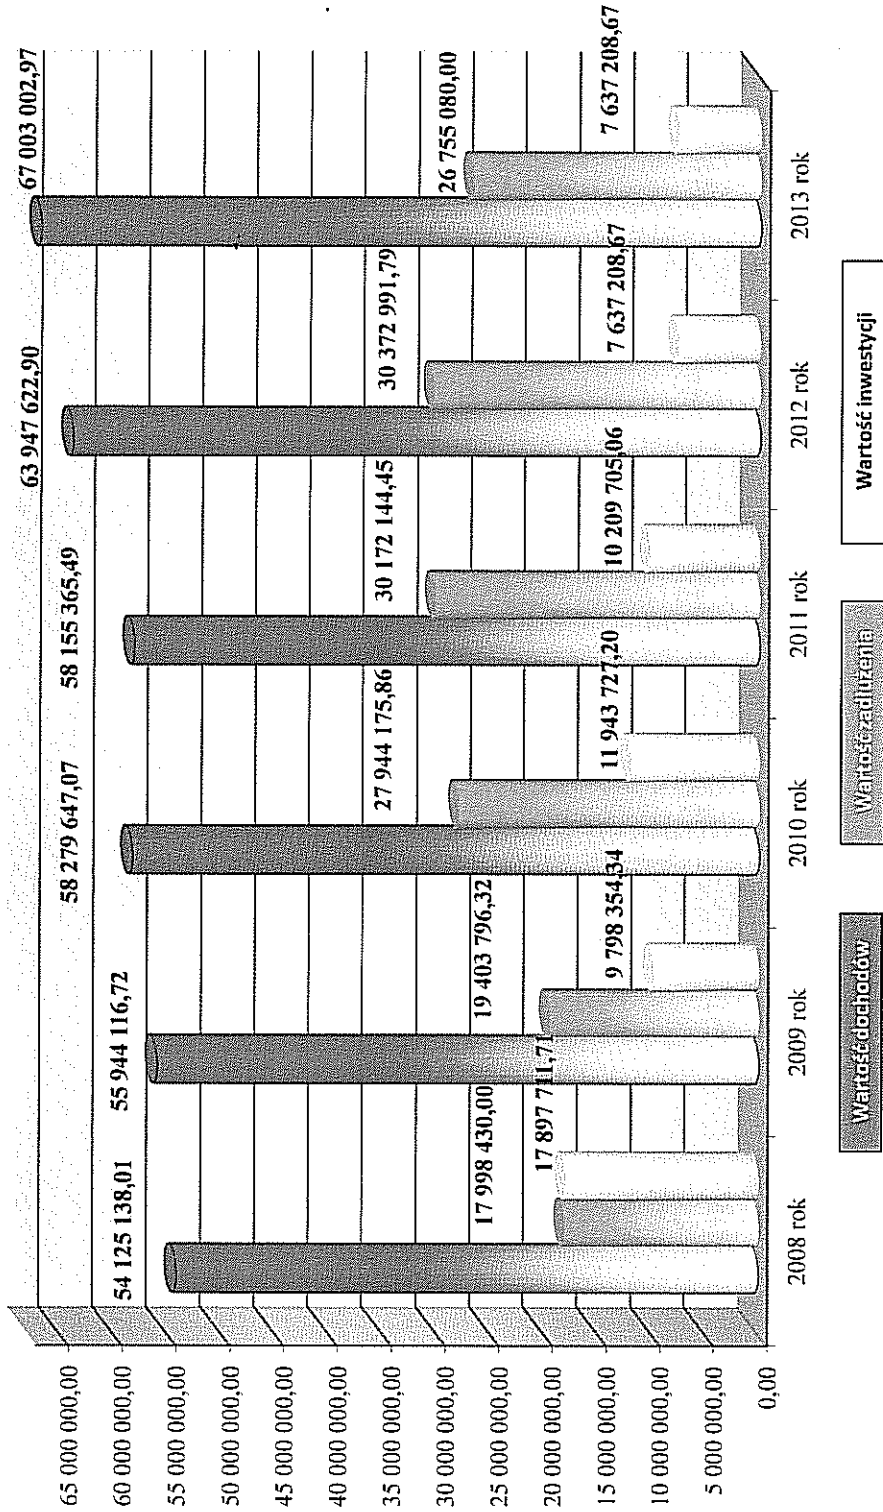 67 003 002,97
63 947 622,90
58 155 365,49
58 279 647,07
55 944 116,72
54 125 138,01
26 755 080,00
30 372 991,79
30 172 144,45
27 944 175,86
19 403 796,32
17 998 430,00
7 637 208,67
7 637 208,67
10 209 705,06
11 943 727,20
9 798 354,34
17 897 711,71
65 000 000,00
60 000 000,00
55 000 000,00
50 000 000,00
45 000 000,00
40 000 000,00
35 000 000,00
30 000 000,00
25 000 000,00
20 000 000,00
15 000 000,00
10 000 000,00
5 000 000,00
0,00
2008 rok
2009 rok
2010 rok
2011 rok
2012 rok
2013 rok
Wartość dochodów
Wartość zadłużenia
Wartość inwestycji